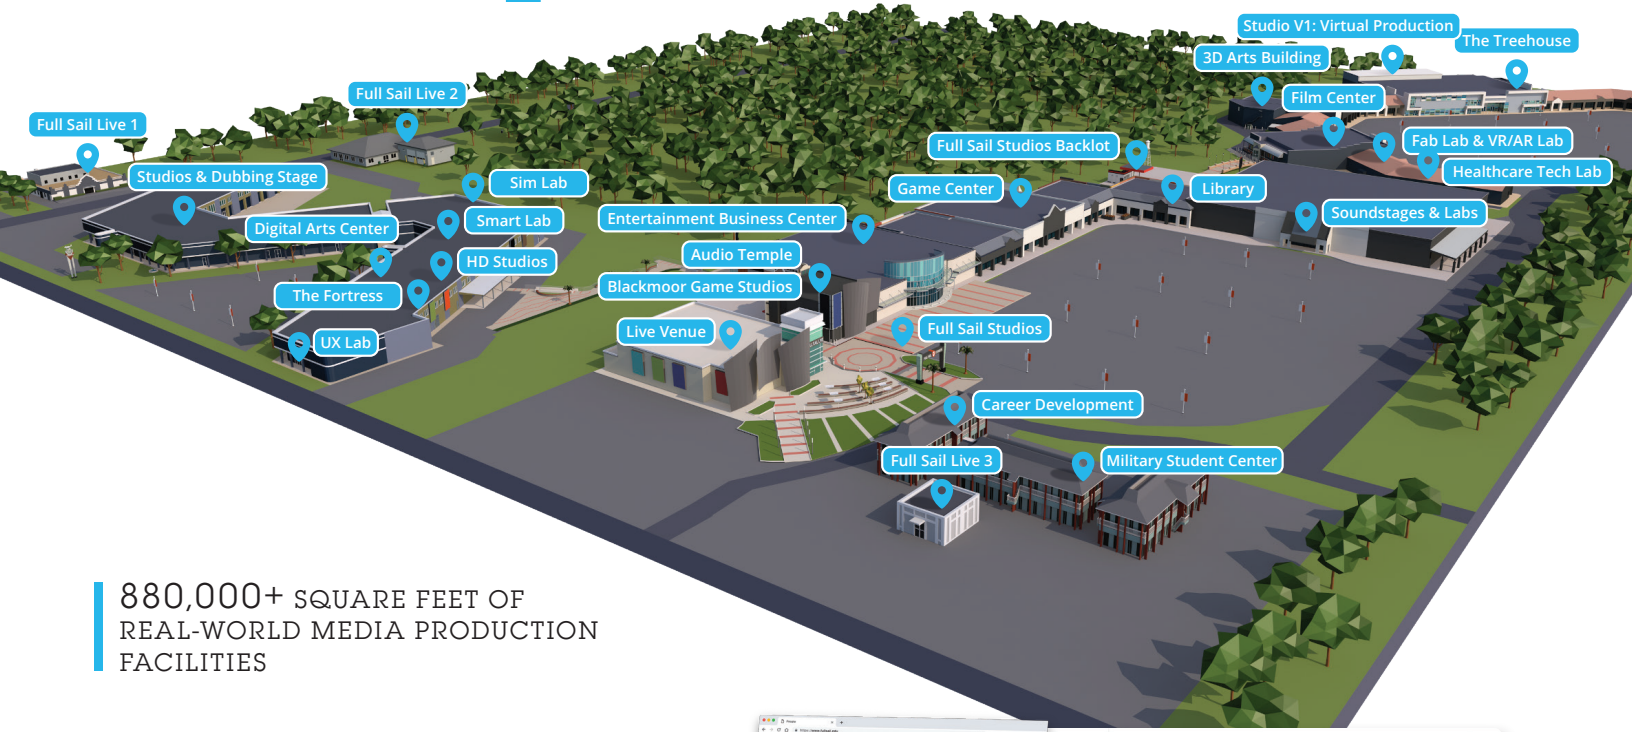 Studio V1: Virtual Production
The Treehouse
3D Arts Building
Film Center
Full Sail Live 2
Full Sail Live 1
Fab Lab & VR/AR Lab
Full Sail Studios Backlot
Healthcare Tech Lab
Studios & Dubbing Stage
Sim Lab
Game Center
Library
Soundstages & Labs
Smart Lab
Entertainment Business Center
Digital Arts Center
Audio Temple
HD Studios
Blackmoor Game Studios
The Fortress
Live Venue
Full Sail Studios
UX Lab
Career Development
Full Sail Live 3
Military Student Center
880,000+ SQUARE FEET OF
REAL-WORLD MEDIA PRODUCTION
FACILITIES